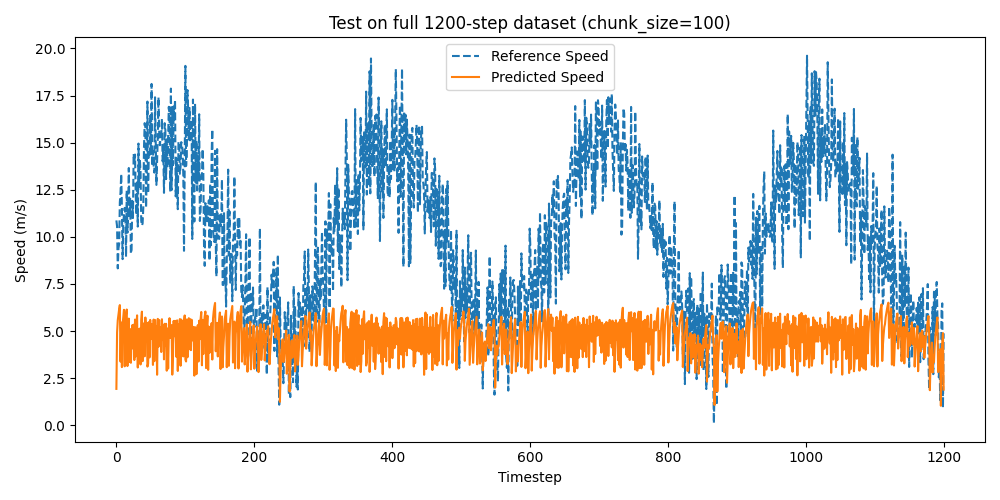 Test on full 1200-step dataset (chunk_size=100)
Reference Speed
Predicted Speed
Speed (m/s)
20.0
17.5
15.0
12.5
10.0
7.5
5.0
2.5
0.0
0 200 400 600 800 1000 1200
Timestep